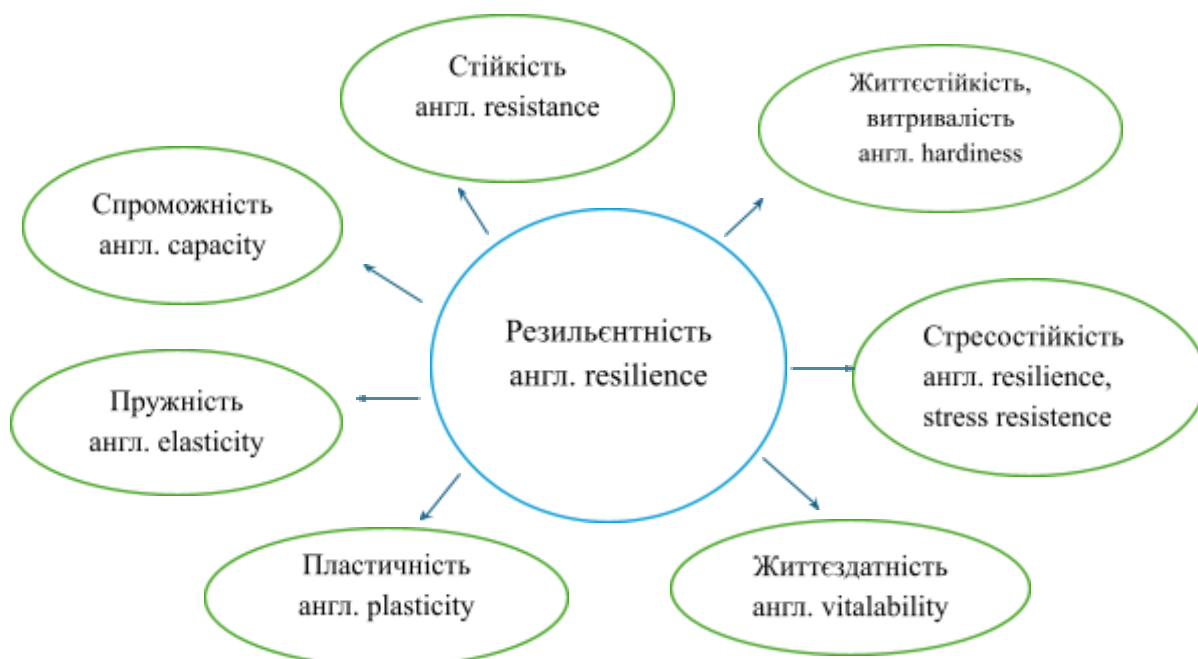 Стійкість
англ. resistance
Життєстійкість,
витривалість
англ. hardiness
Спроможність
англ. capacity
Резильєнтність
англ. resilience
Стресостійкість
англ. resilience,
stress resistence
Пружність
англ. elasticity
Пластичність
англ. plasticity
Життєздатність
англ. vitalability